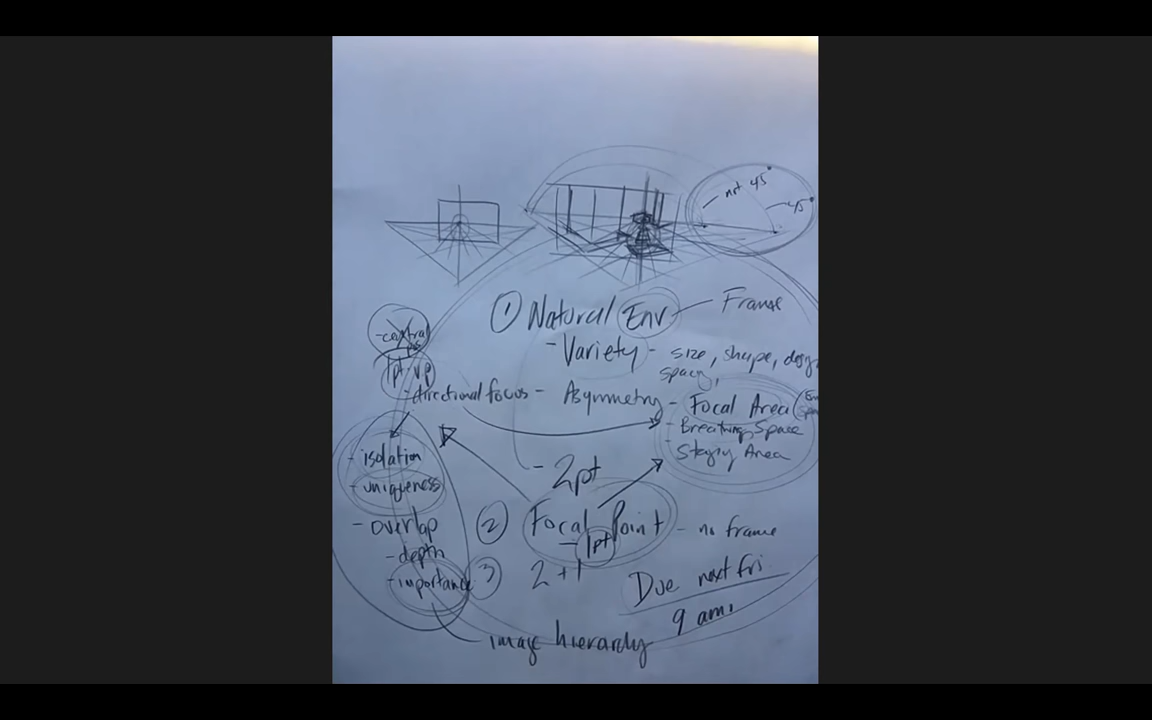 not 45°
45°
① Natural Env - Frame
- Variety - size, shape, design
spacing,
- central
1pt. vp
- directional focus - Asymmetry - Focal Area
- Breathing Space
- Staging Area
- isolation
- uniqueness
- 2pt
- overlap
② Focal Point - no frame
- 1pt
- depth
- importance
③ 2 + 1
Due next fri
9 am.
image hierardy